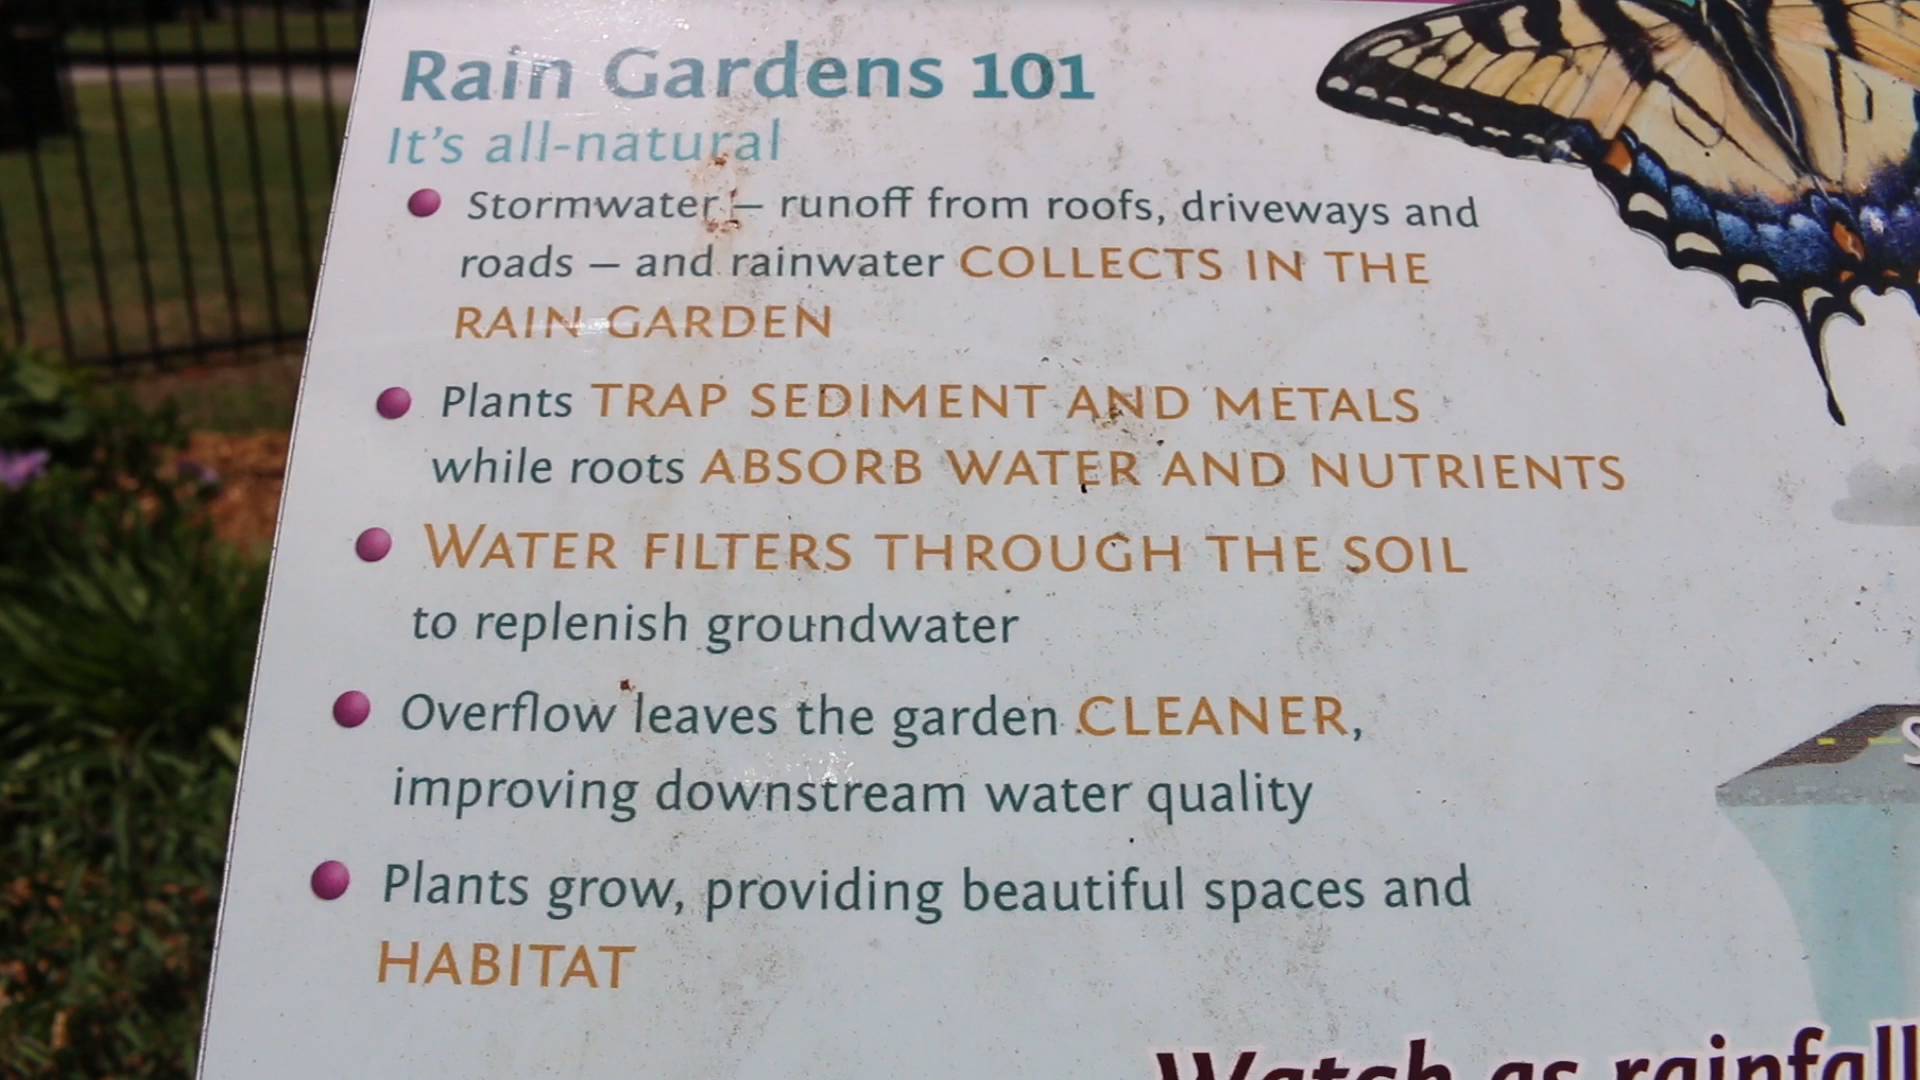 Rain Gardens 101
It's all-natural
Stormwater – runoff from roofs, driveways and
roads – and rainwater COLLECTS IN THE
RAIN GARDEN
Plants TRAP SEDIMENT AND METALS
while roots ABSORB WATER AND NUTRIENTS
WATER FILTERS THROUGH THE SOIL
to replenish groundwater
Overflow leaves the garden CLEANER,
improving downstream water quality
Plants grow, providing beautiful spaces and
HABITAT
Watch as rainfall